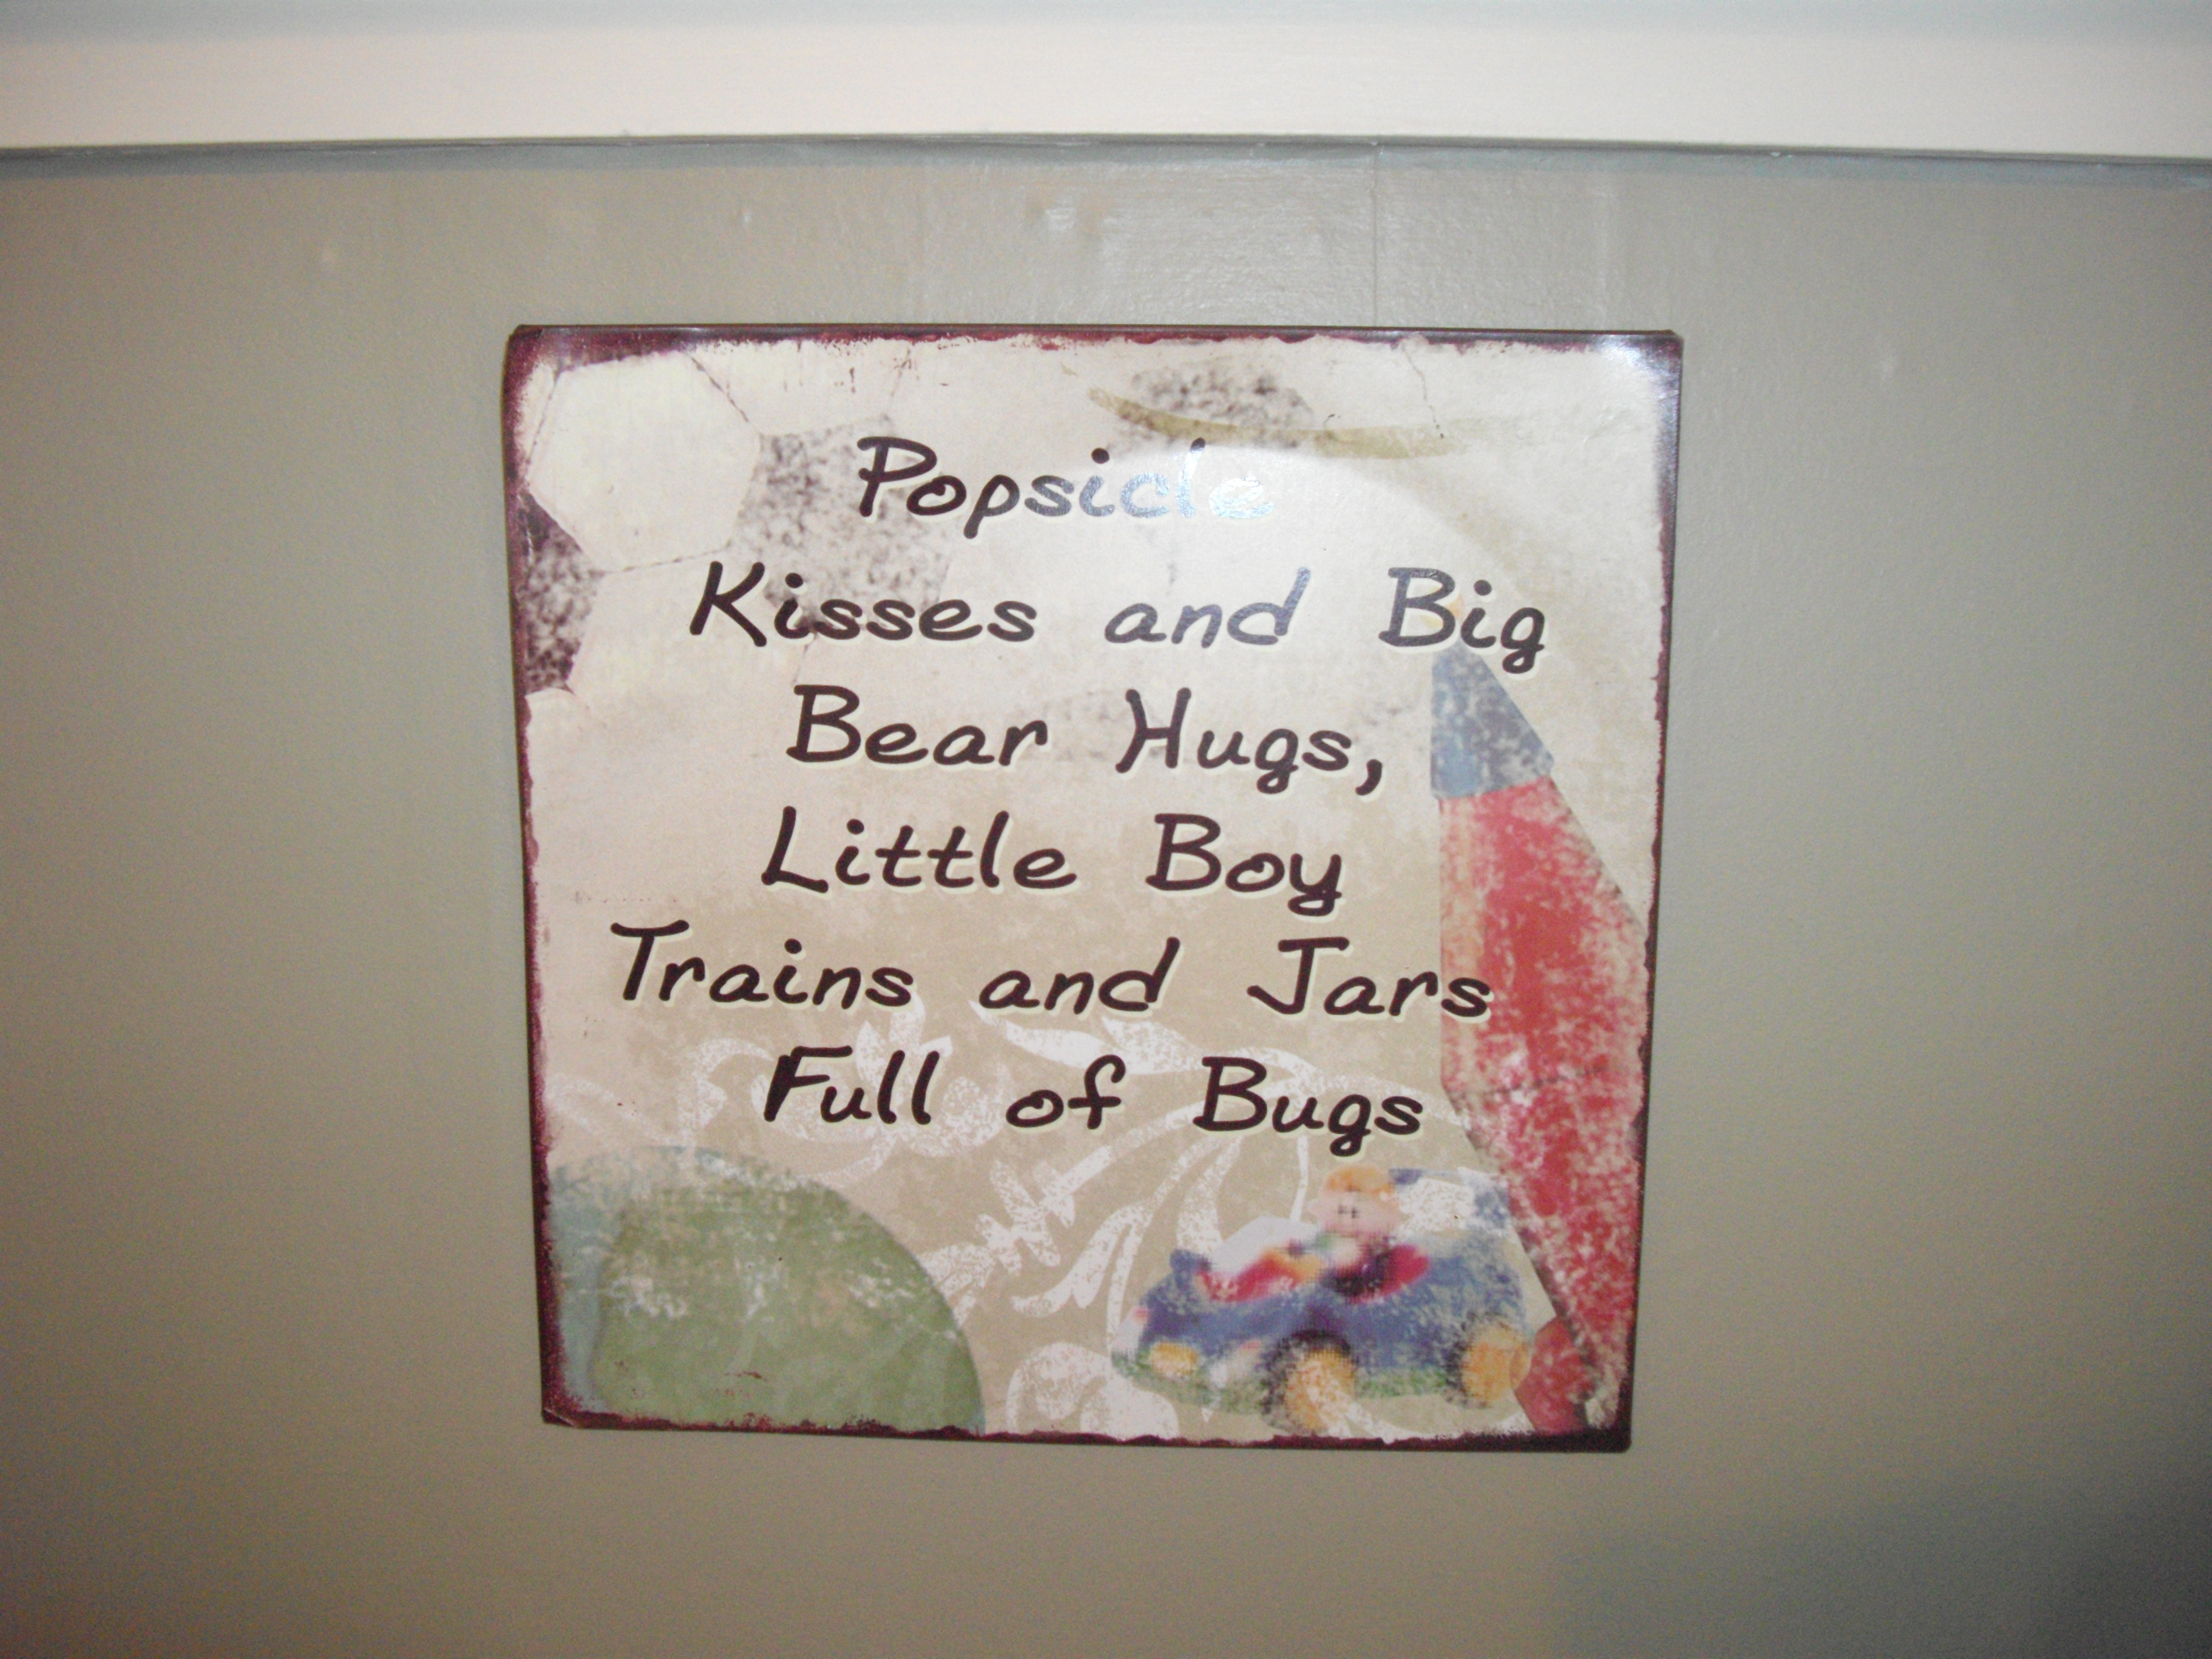 Popsicle
Kisses and Big
Bear Hugs,
Little Boy
Trains and Jars
Full of Bugs